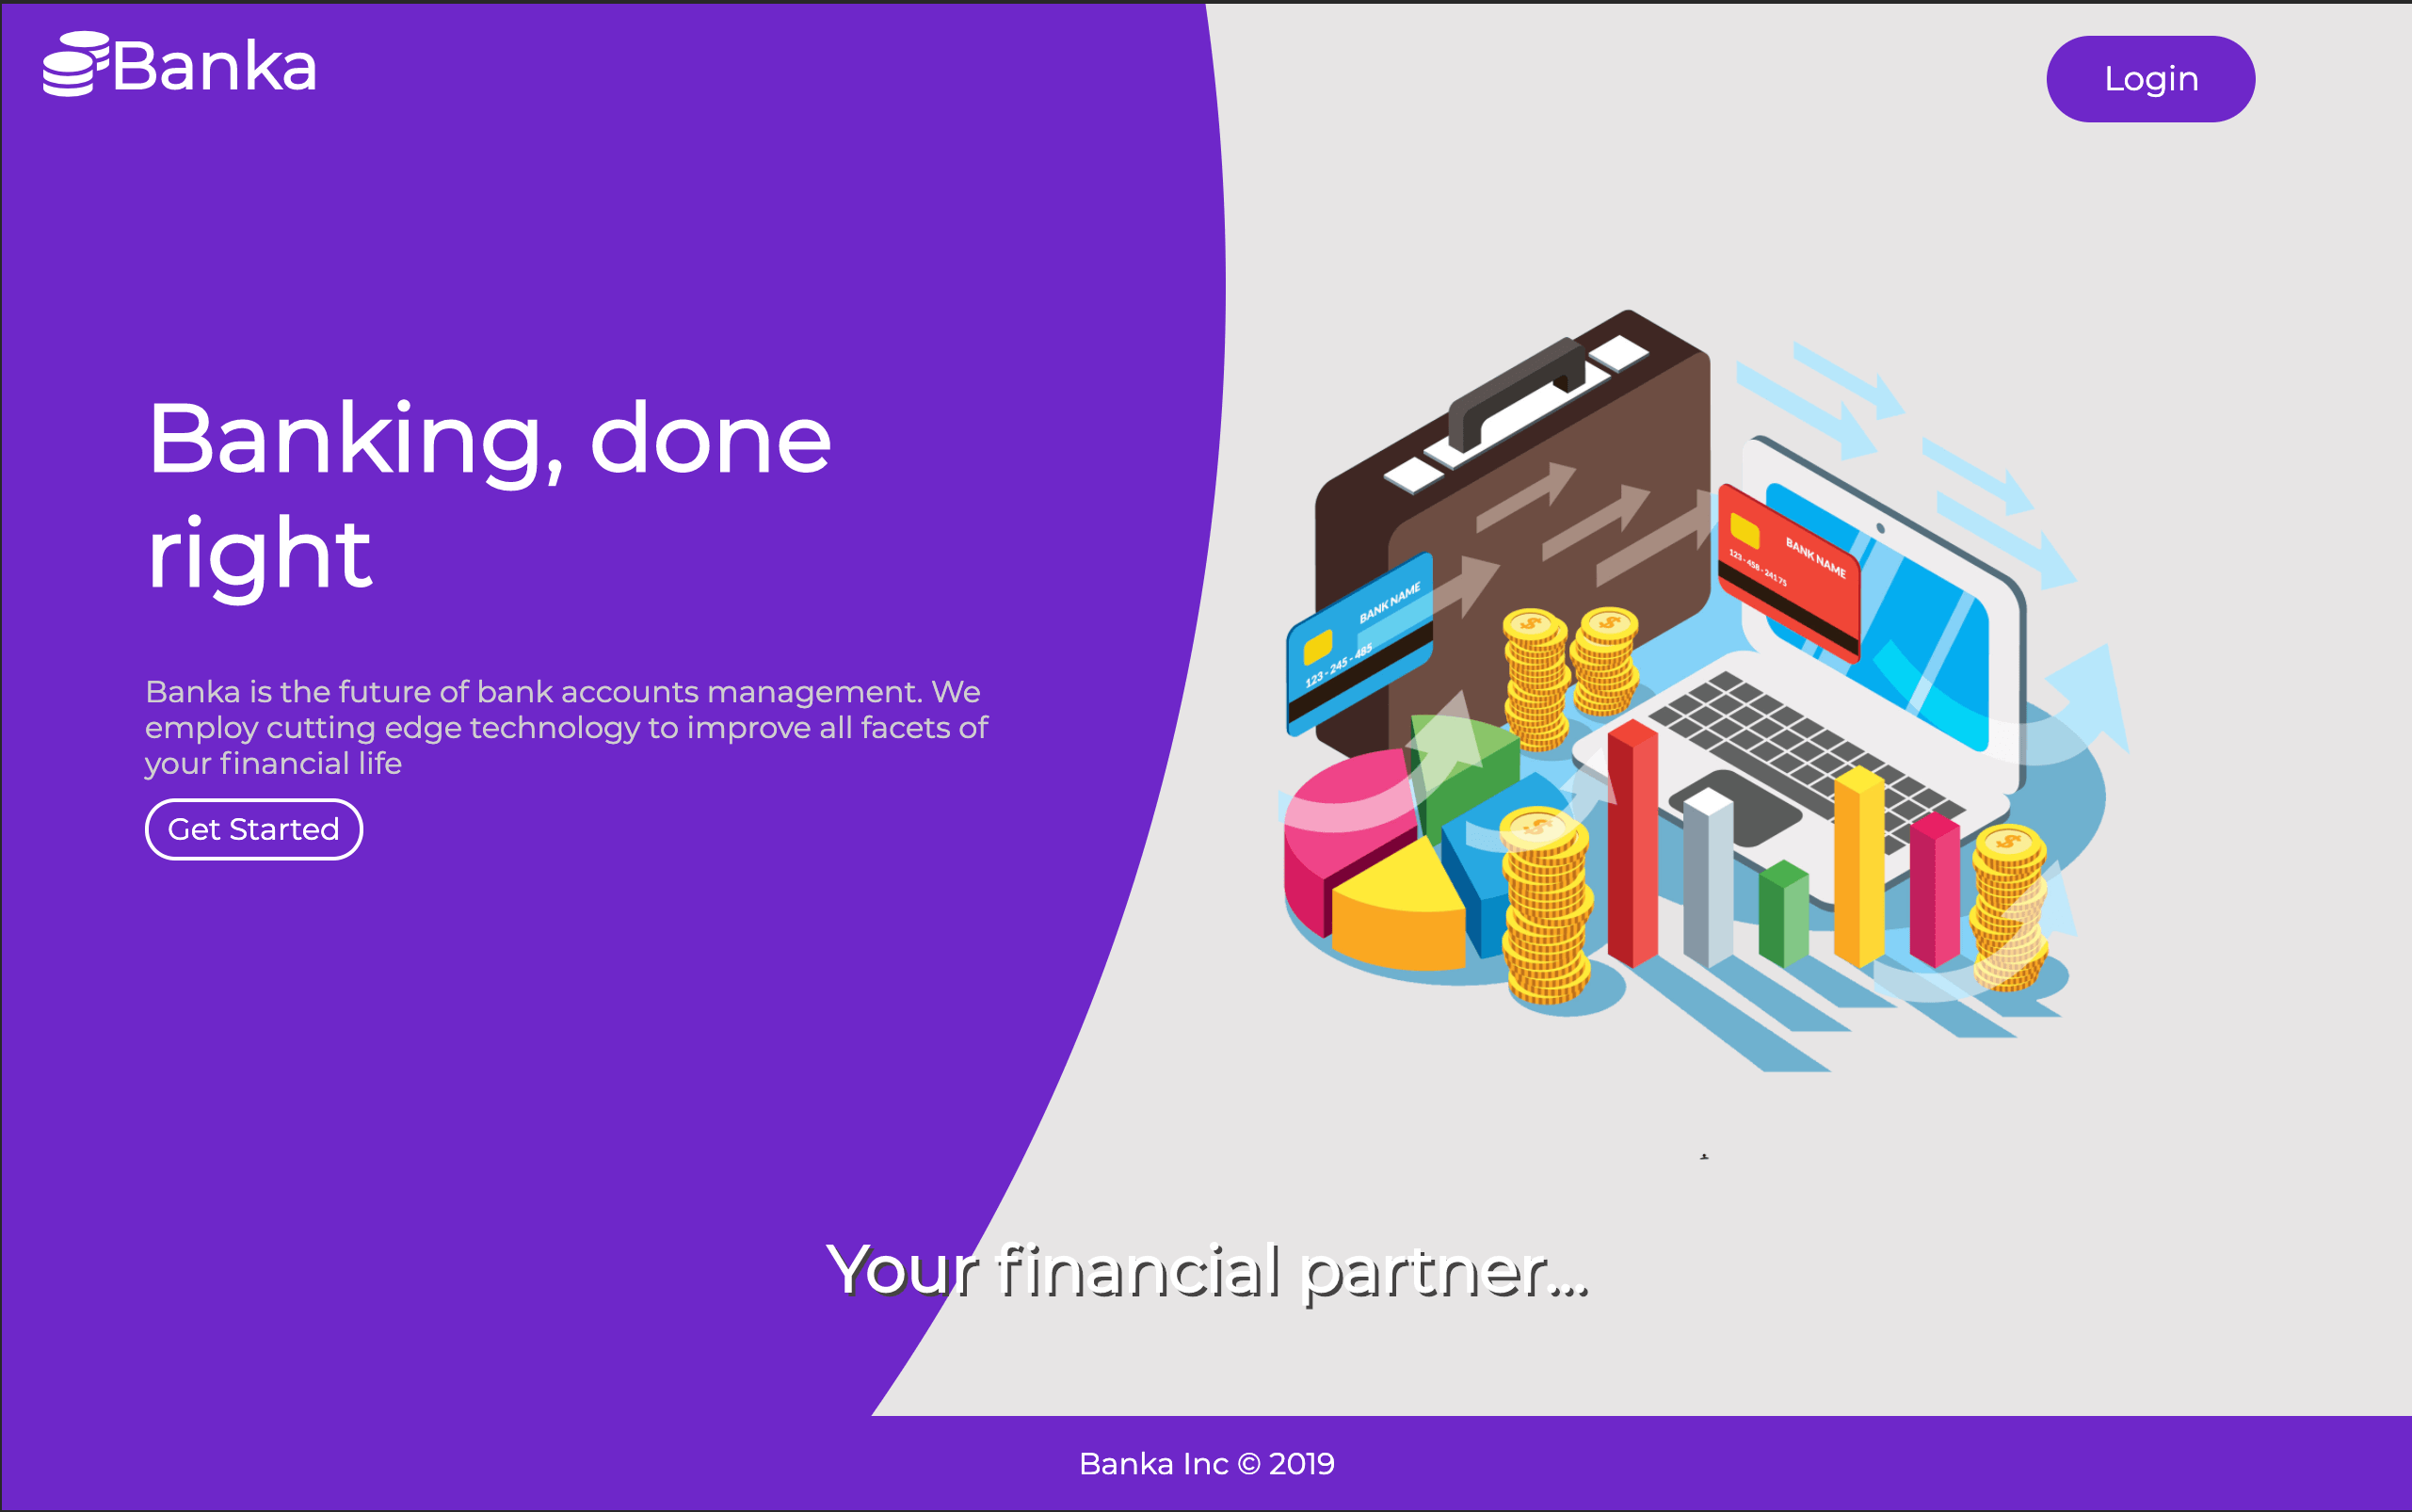 Banka
Login
Banking, done
right
Banka is the future of bank accounts management. We
employ cutting edge technology to improve all facets of
your financial life
Get Started
BANK NAME
123 - 245 - 485
BANK NAME
123 - 458 - 24175
Your financial partner...
Banka Inc © 2019